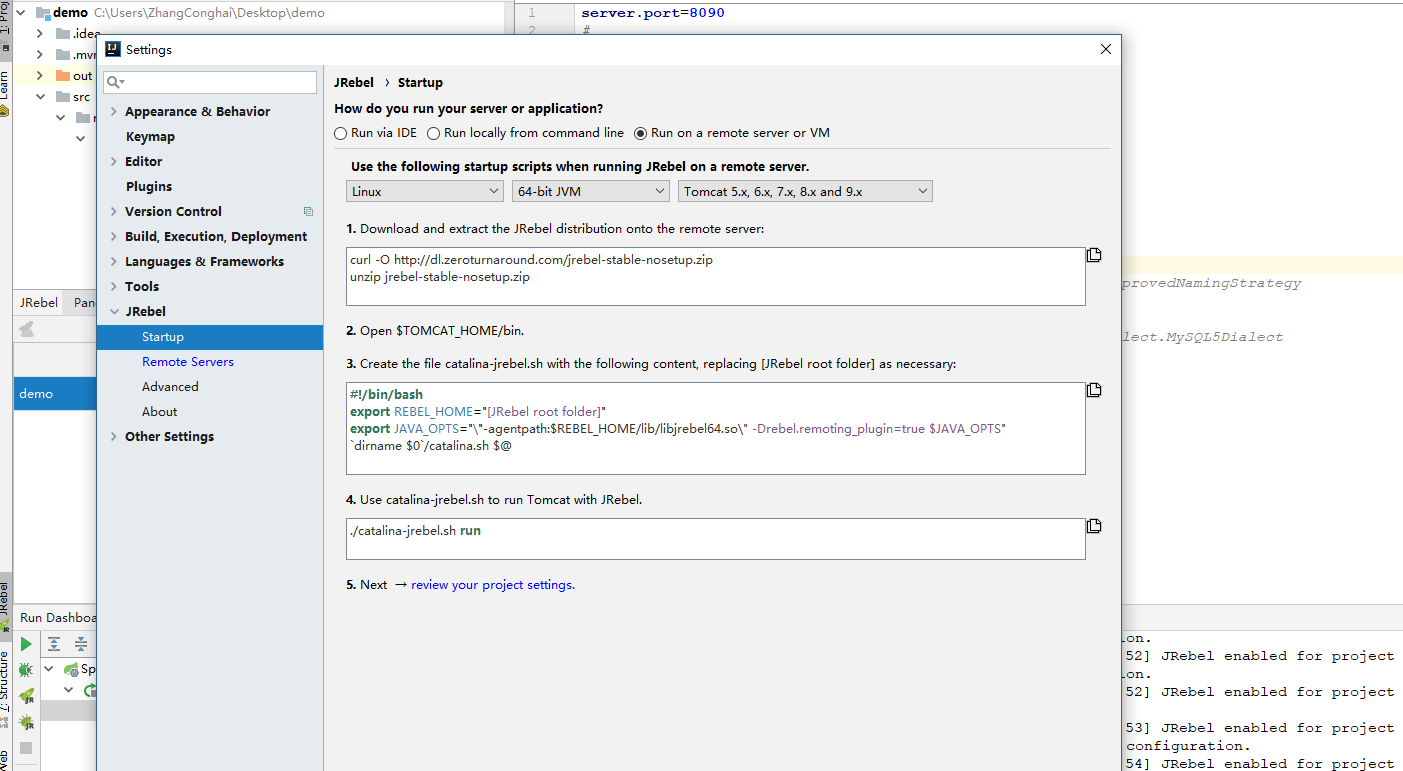 demo C:\Users\ZhangConghai\Desktop\demo
.idea
.mvn
out
src
1 server.port=8090
2 #
Learn
Settings
JRebel › Startup
How do you run your server or application?
Run via IDE Run locally from command line Run on a remote server or VM
Use the following startup scripts when running JRebel on a remote server.
Linux 64-bit JVM Tomcat 5.x, 6.x, 7.x, 8.x and 9.x
1. Download and extract the JRebel distribution onto the remote server:
curl -O http://dl.zeroturnaround.com/jrebel-stable-nosetup.zip
unzip jrebel-stable-nosetup.zip
2. Open $TOMCAT_HOME/bin.
3. Create the file catalina-jrebel.sh with the following content, replacing [JRebel root folder] as necessary:
#!/bin/bash
export REBEL_HOME="[JRebel root folder]"
export JAVA_OPTS="\"-agentpath:$REBEL_HOME/lib/libjrebel64.so\" -Drebel.remoting_plugin=true $JAVA_OPTS"
`dirname $0`/catalina.sh $@
4. Use catalina-jrebel.sh to run Tomcat with JRebel.
./catalina-jrebel.sh run
5. Next → review your project settings.
Appearance & Behavior
Keymap
Editor
Plugins
Version Control
Build, Execution, Deployment
Languages & Frameworks
Tools
JRebel
Startup
Remote Servers
Advanced
About
Other Settings
JRebel Pan
demo
provedNamingStrategy
lect.MySQL5Dialect
JRebel
Z: Structure
Web
Run Dashboa
Sp
ion.
52] JRebel enabled for project
ion.
52] JRebel enabled for project
53] JRebel enabled for project
configuration.
54] JRebel enabled for project